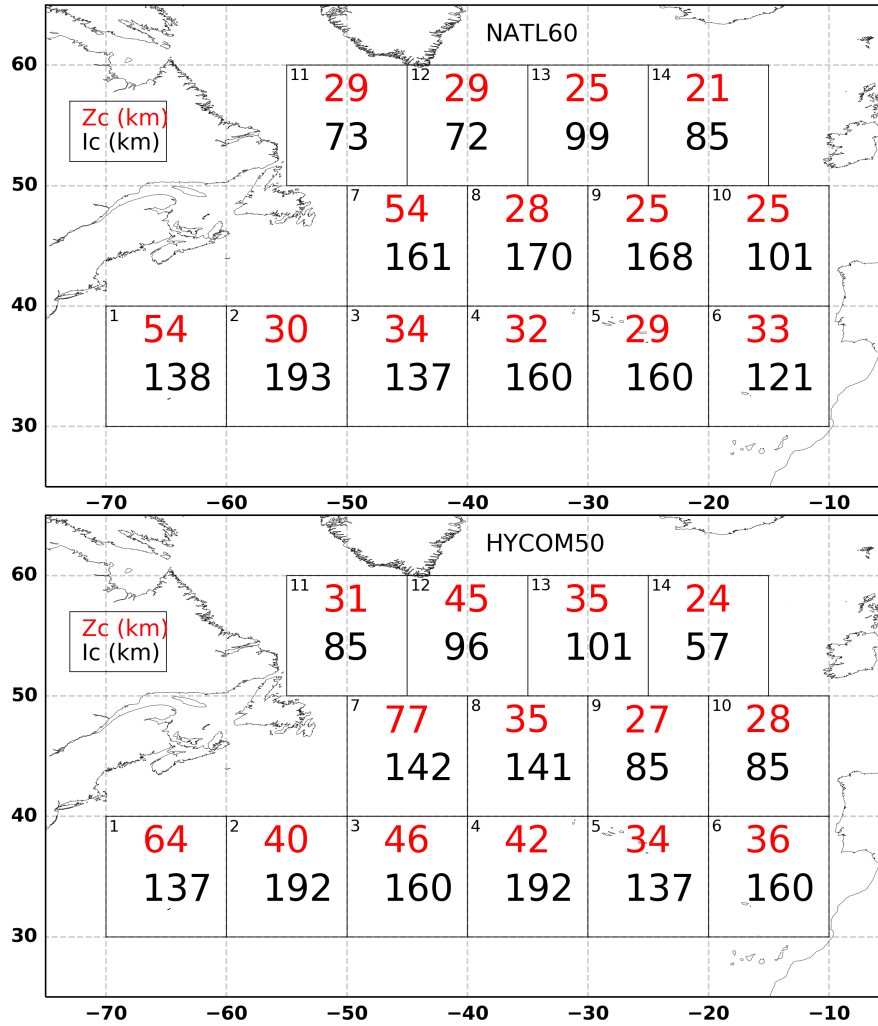 NATL60
60
11 12 13 14
29 29 25 21
Zc (km)
Ic (km)
73 72 99 85
50
7 8 9 10
54 28 25 25
161 170 168 101
40
1 2 3 4 5 6
54 30 34 32 29 33
138 193 137 160 160 121
30
−70 −60 −50 −40 −30 −20 −10
HYCOM50
60
11 12 13 14
31 45 35 24
Zc (km)
Ic (km)
85 96 101 57
50
7 8 9 10
77 35 27 28
142 141 85 85
40
1 2 3 4 5 6
64 40 46 42 34 36
137 192 160 192 137 160
30
−70 −60 −50 −40 −30 −20 −10